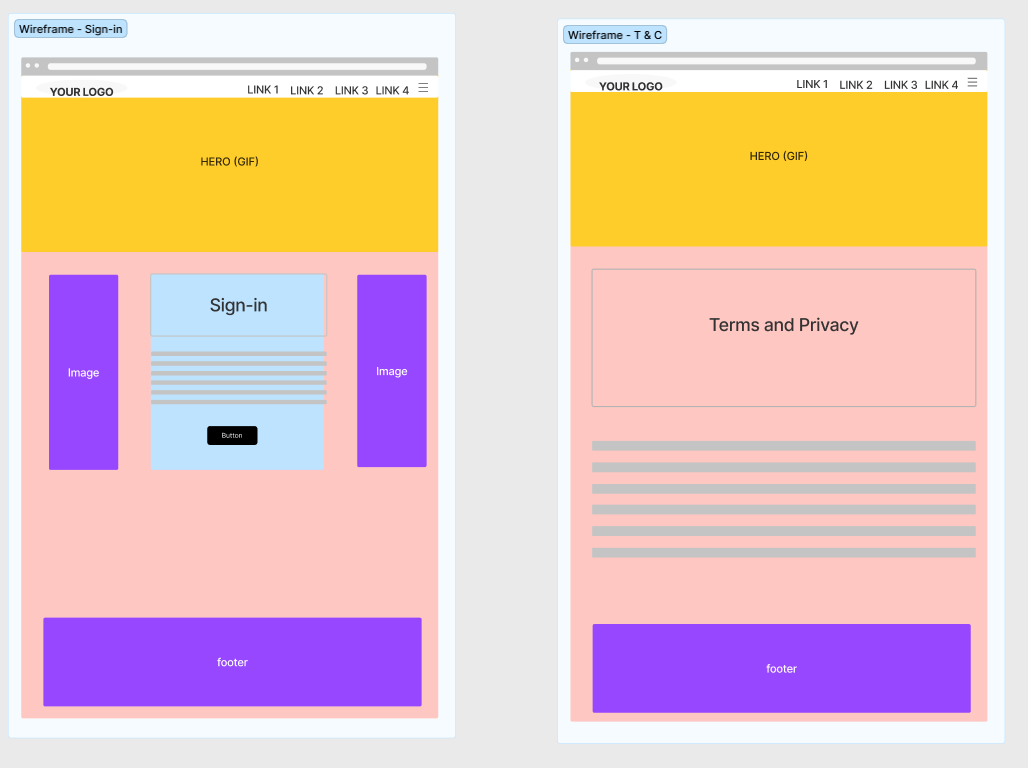 Wireframe - Sign-in
YOUR LOGO
LINK 1 LINK 2 LINK 3 LINK 4
HERO (GIF)
Sign-in
Image
Image
Button
footer
Wireframe - T & C
YOUR LOGO
LINK 1 LINK 2 LINK 3 LINK 4
HERO (GIF)
Terms and Privacy
footer